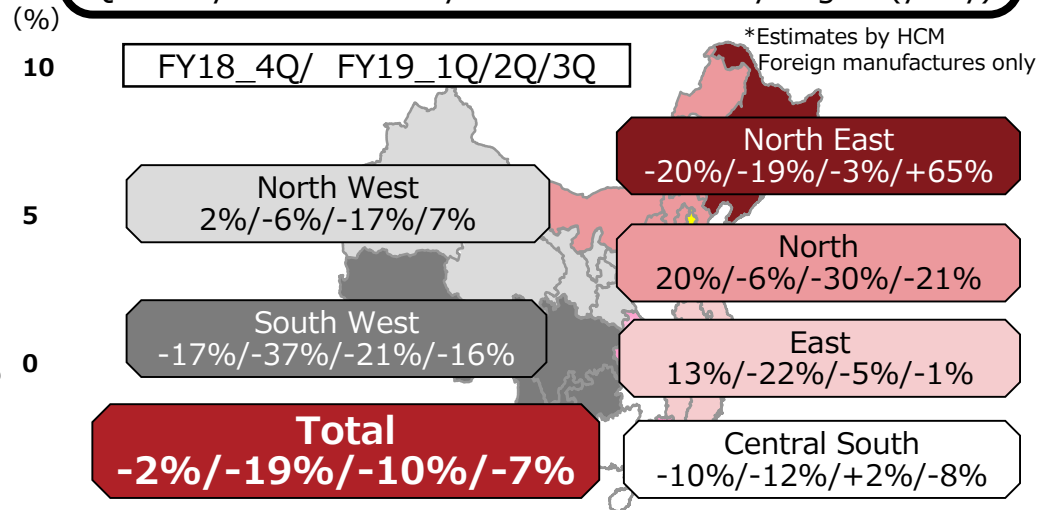 (%)
*Estimates by HCM
Foreign manufactures only
10
FY18_4Q/ FY19_1Q/2Q/3Q
North East
-20%/-19%/-3%/+65%
North West
2%/-6%/-17%/7%
5
North
20%/-6%/-30%/-21%
South West
-17%/-37%/-21%/-16%
0
East
13%/-22%/-5%/-1%
Total
-2%/-19%/-10%/-7%
Central South
-10%/-12%/+2%/-8%